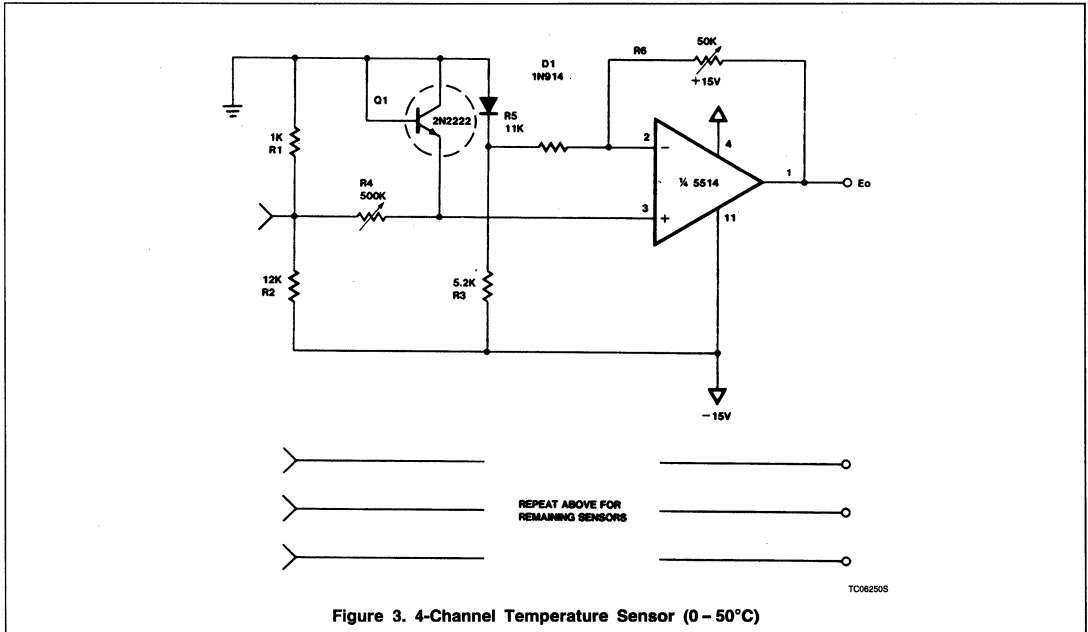 R6
50K
+15V
D1
1N914
Q1
2N2222
R5
11K
1K
R1
2
−
4
¼ 5514
1
Eo
R4
500K
3
+
11
12K
R2
5.2K
R3
−15V
REPEAT ABOVE FOR
REMAINING SENSORS
TC06250S
Figure 3. 4-Channel Temperature Sensor (0 – 50°C)